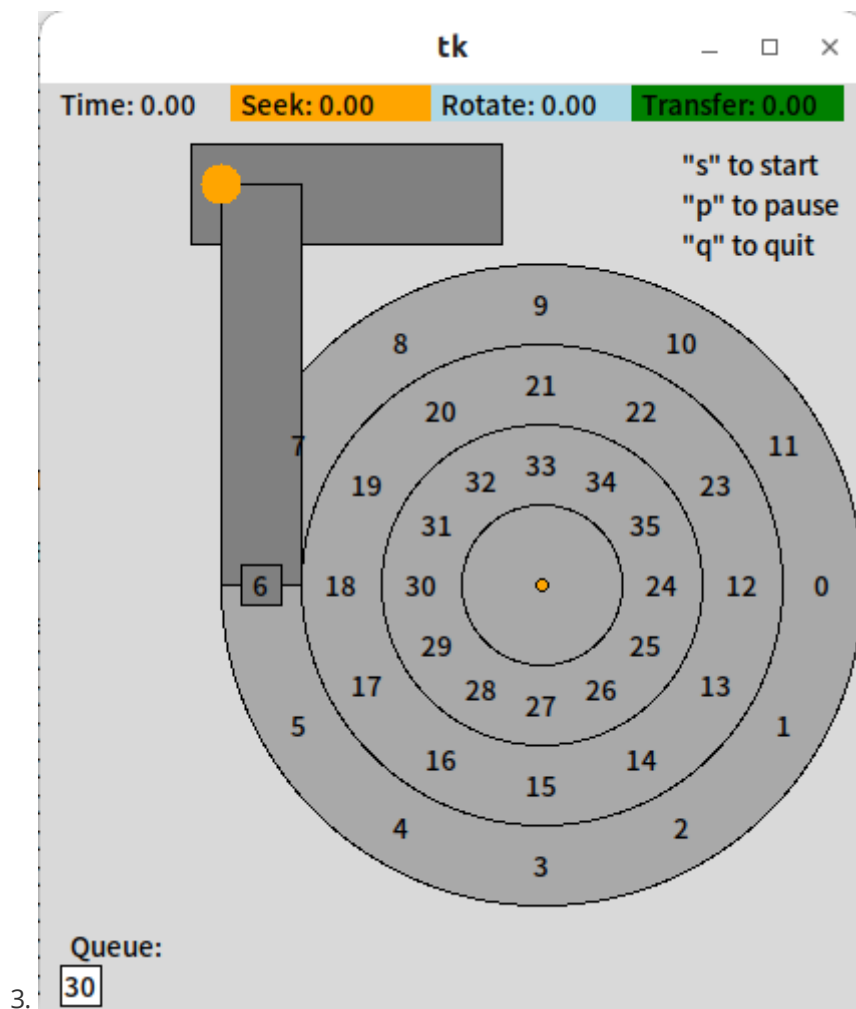 tk
Time: 0.00 Seek: 0.00 Rotate: 0.00 Transfer: 0.00
"s" to start
"p" to pause
"q" to quit
9
8 10
21
20 22
7 11
33
32 34
19 23
31 35
6 18 30 24 12 0
29 25
17 28 26 13
27
5 1
16 14
15
4 2
3
Queue:
30
3.